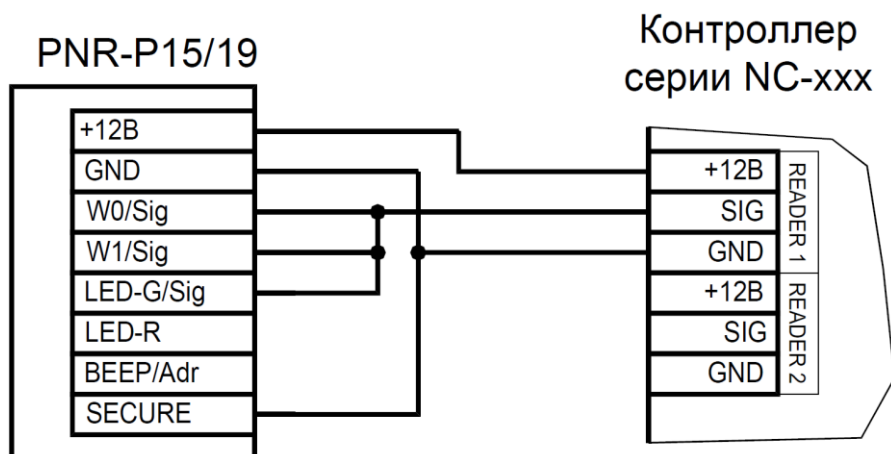 PNR-P15/19
+12В
GND
W0/Sig
W1/Sig
LED-G/Sig
LED-R
BEEP/Adr
SECURE
Контроллер
серии NC-xxx
+12В
SIG
GND
READER 1
+12В
SIG
GND
READER 2